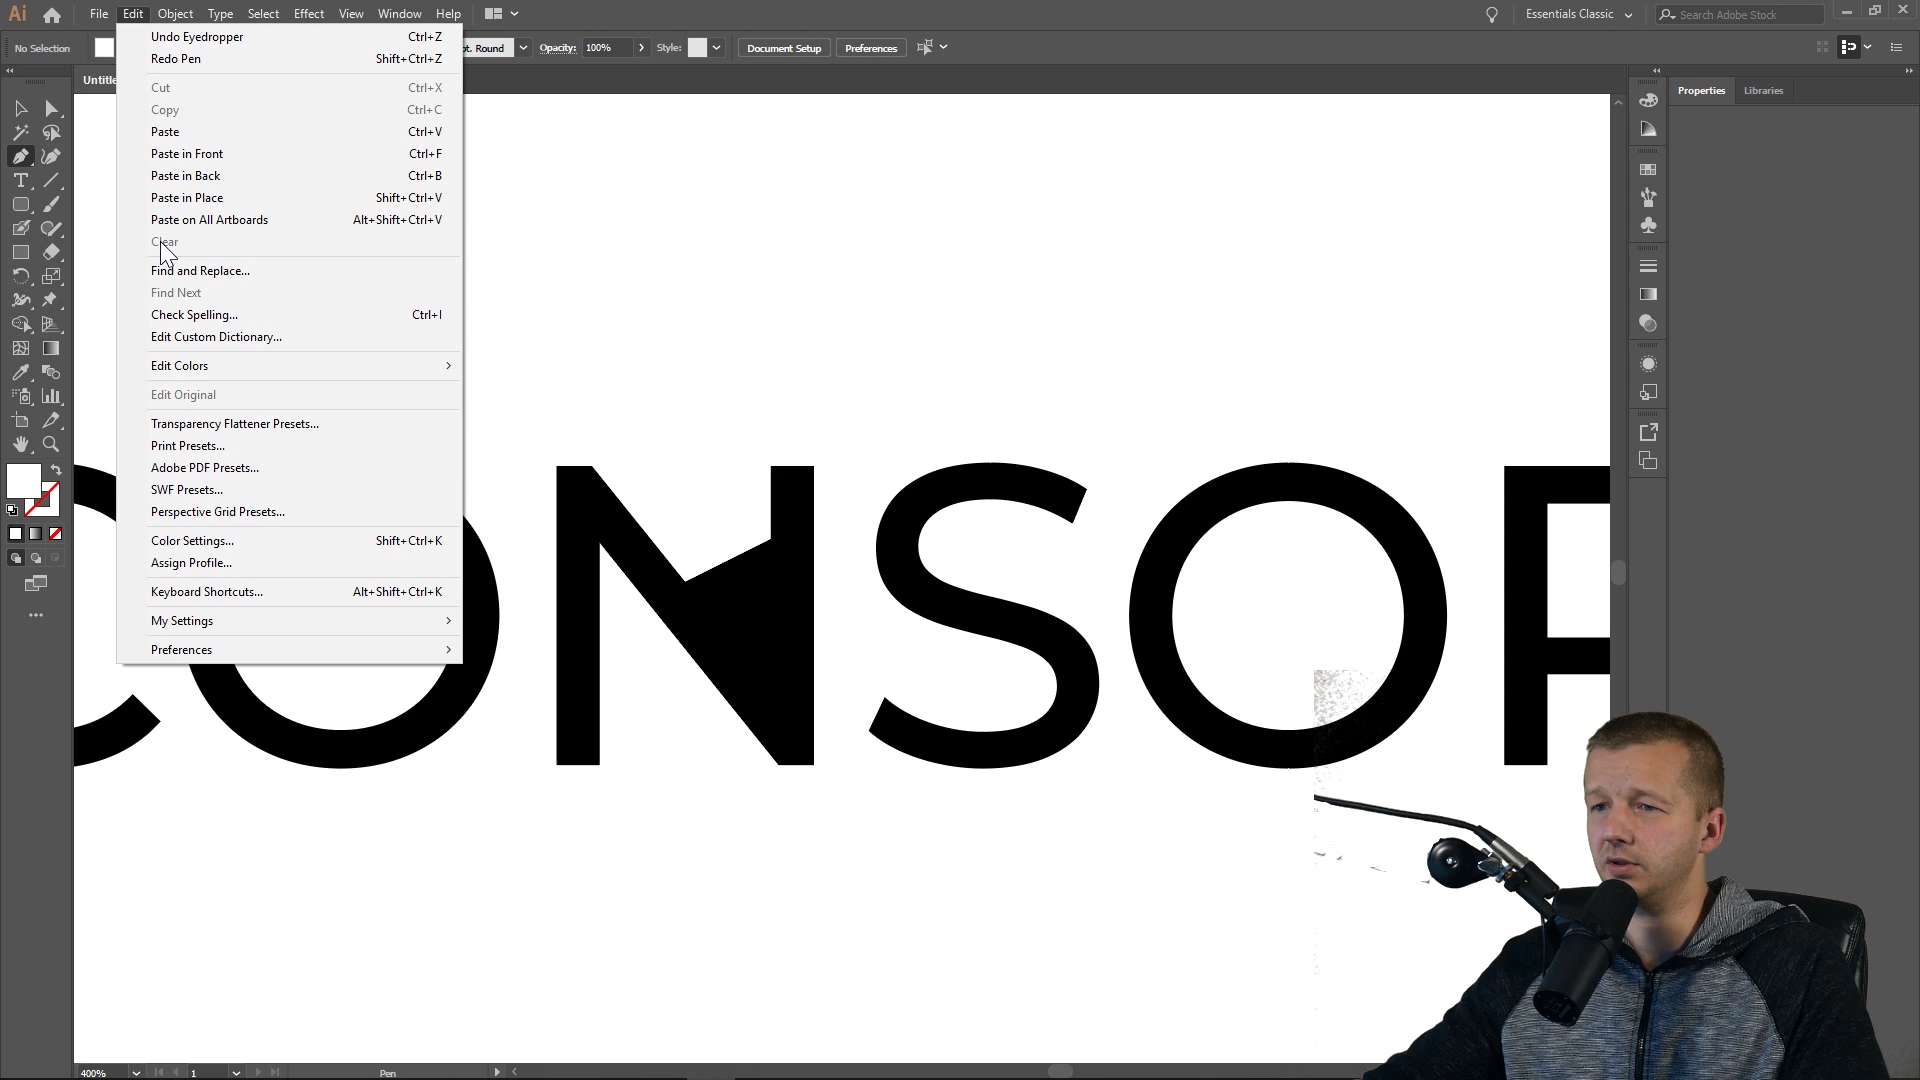 Ai File Edit Object Type Select Effect View Window Help Essentials Classic Search Adobe Stock
No Selection pt. Round Opacity: 100% Style: Document Setup Preferences
Properties Libraries
Undo Eyedropper Ctrl+Z
Redo Pen Shift+Ctrl+Z
Cut Ctrl+X
Copy Ctrl+C
Paste Ctrl+V
Paste in Front Ctrl+F
Paste in Back Ctrl+B
Paste in Place Shift+Ctrl+V
Paste on All Artboards Alt+Shift+Ctrl+V
Clear
Find and Replace...
Find Next
Check Spelling... Ctrl+I
Edit Custom Dictionary...
Edit Colors
Edit Original
Transparency Flattener Presets...
Print Presets...
Adobe PDF Presets...
SWF Presets...
Perspective Grid Presets...
Color Settings... Shift+Ctrl+K
Assign Profile...
Keyboard Shortcuts... Alt+Shift+Ctrl+K
My Settings
Preferences
CONSO
400% 1 Pen